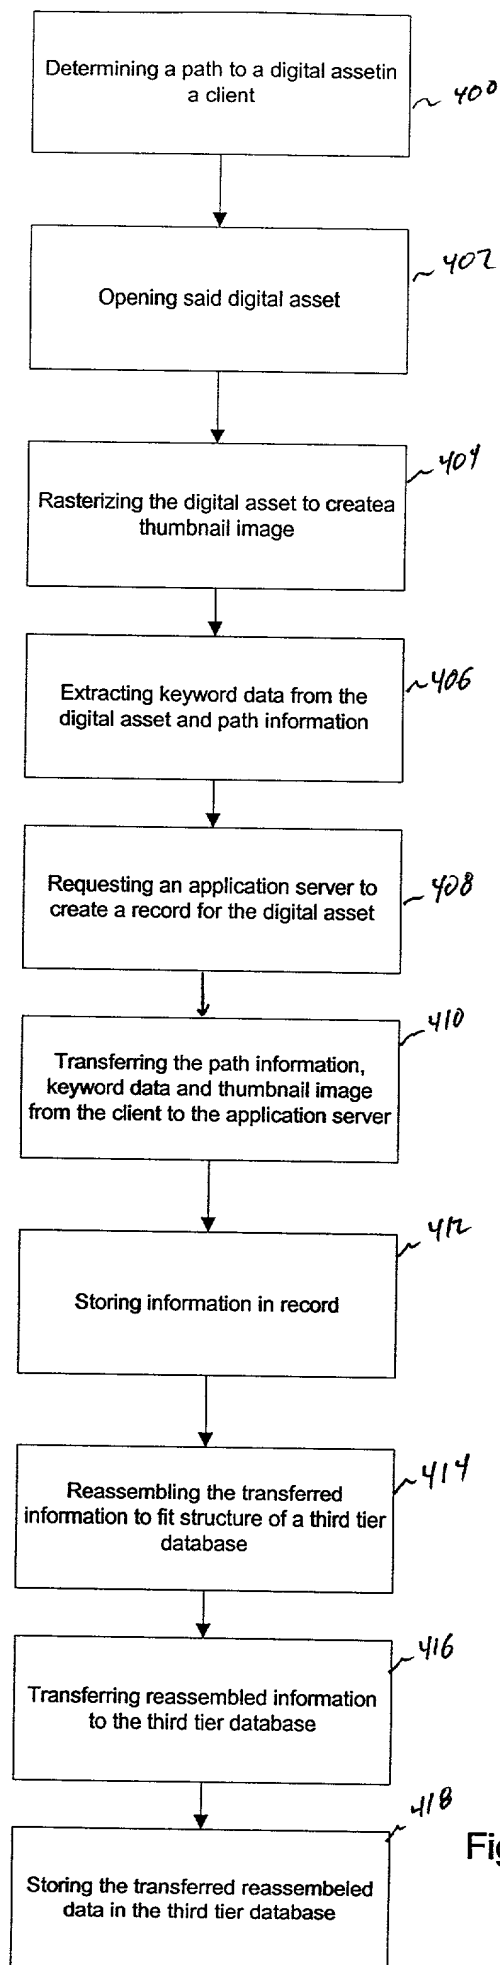 Determining a path to a digital assetin
a client
400
Opening said digital asset
402
Rasterizing the digital asset to createa
thumbnail image
404
Extracting keyword data from the
digital asset and path information
406
Requesting an application server to
create a record for the digital asset
408
Transferring the path information,
keyword data and thumbnail image
from the client to the application server
410
Storing information in record
412
Reassembling the transferred
information to fit structure of a third tier
database
414
Transferring reassembled information
to the third tier database
416
Storing the transferred reassembeled
data in the third tier database
418